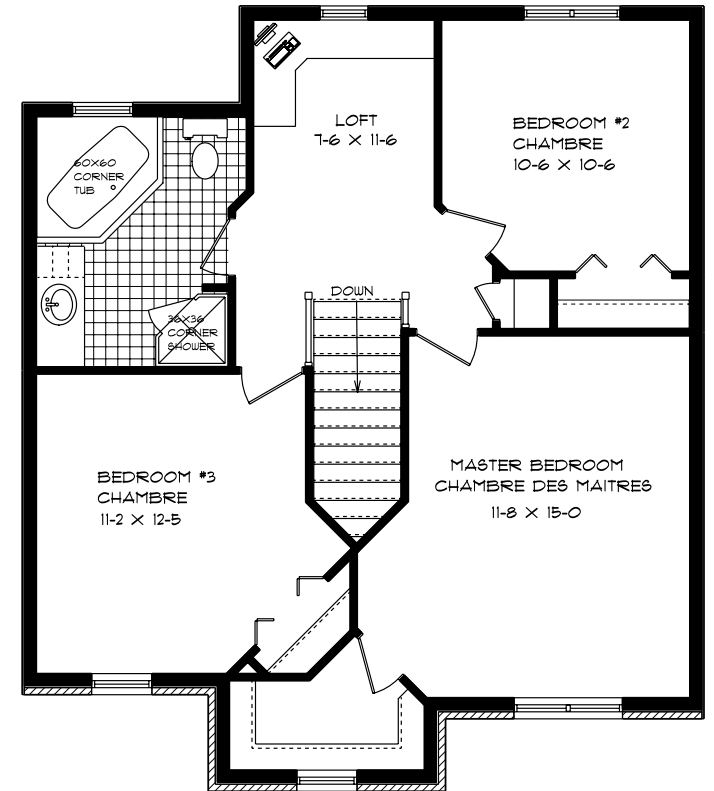 LOFT
7-6 X 11-6
BEDROOM #2
CHAMBRE
10-6 X 10-6
60X60
CORNER
TUB
DOWN
36X36
CORNER
SHOWER
BEDROOM #3
CHAMBRE
11-2 X 12-5
MASTER BEDROOM
CHAMBRE DES MAITRES
11-8 X 15-0